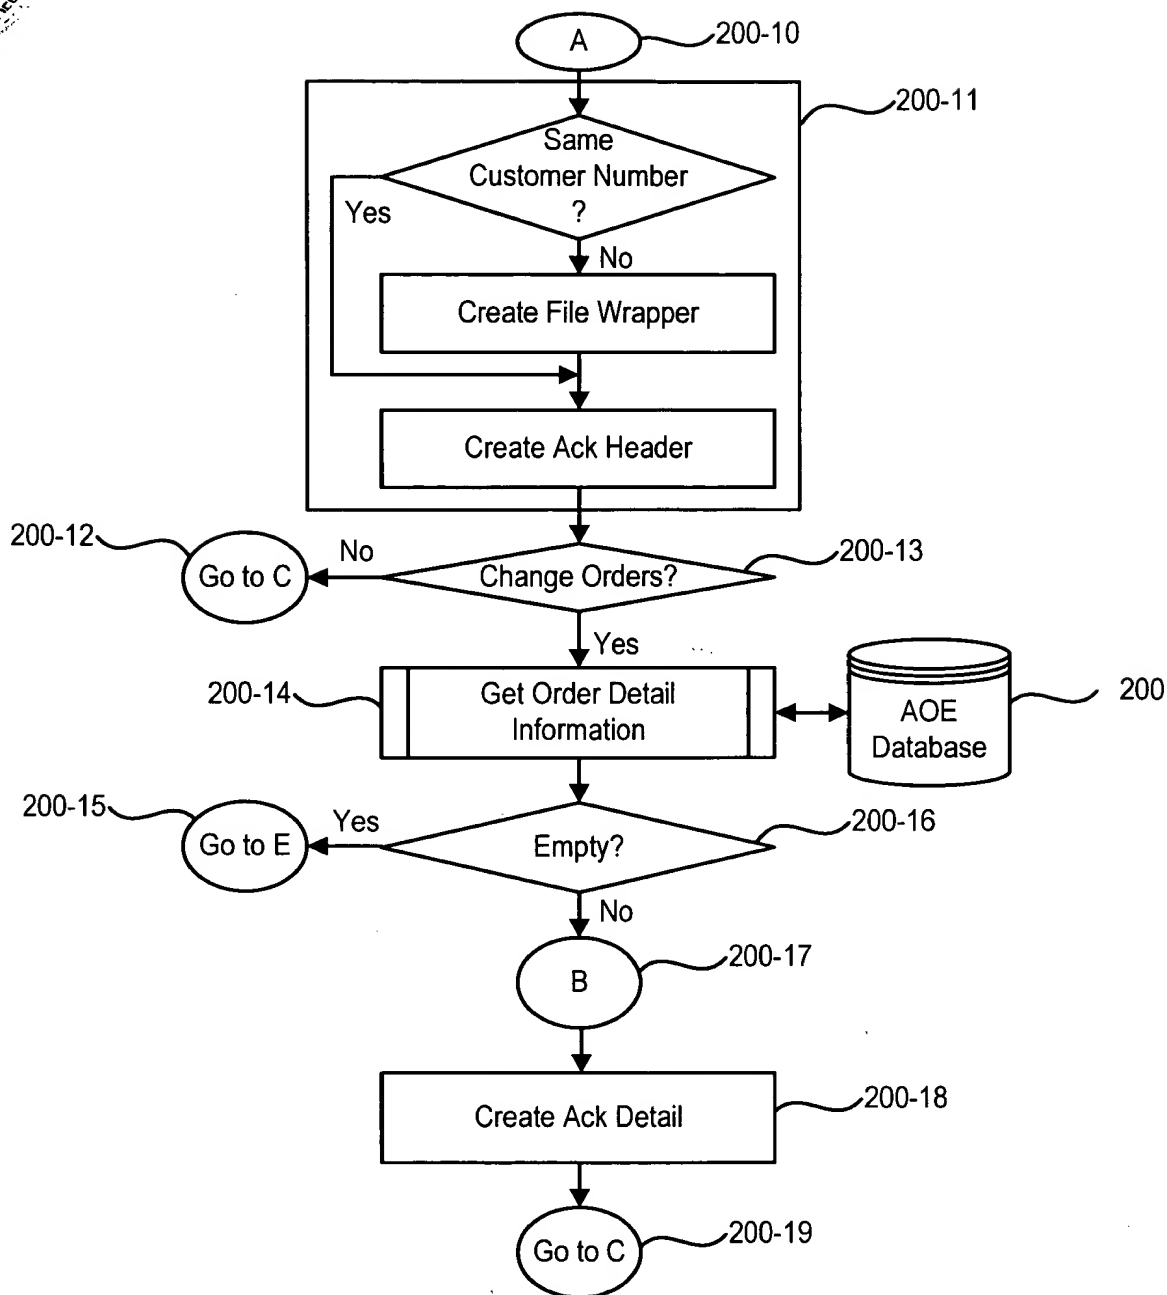 A
200-10
200-11
Same
Customer Number
?
Yes
No
Create File Wrapper
Create Ack Header
200-12
Go to C
No
Change Orders?
200-13
Yes
200-14
Get Order Detail
Information
AOE
Database
200
200-15
Go to E
Yes
Empty?
200-16
No
B
200-17
Create Ack Detail
200-18
Go to C
200-19